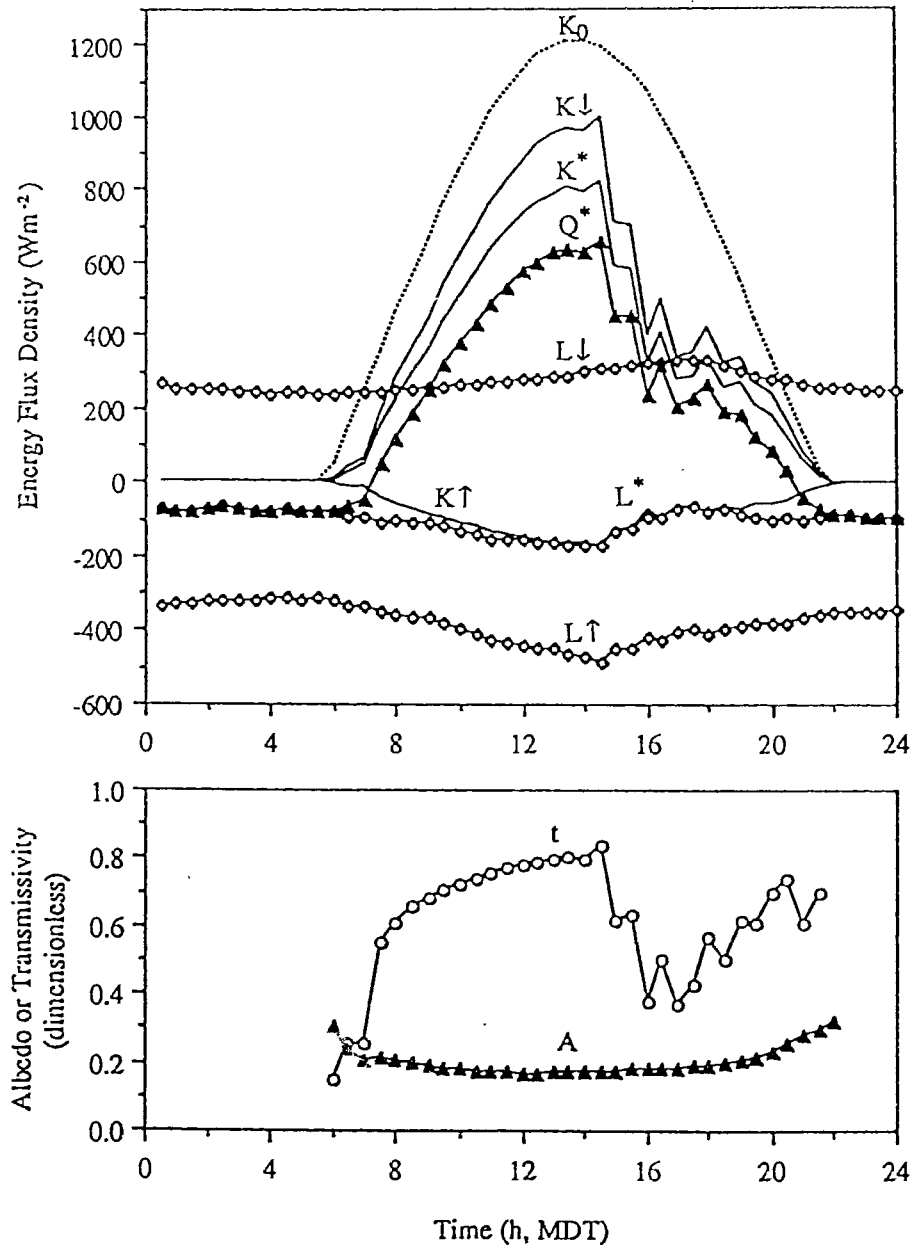 1200
1000
800
600
400
200
0
-200
-400
-600
Energy Flux Density (Wm⁻²)
K₀
K↓
K*
Q*
L↓
K↑
L*
L↑
0 4 8 12 16 20 24
1.0
0.8
0.6
0.4
0.2
0.0
Albedo or Transmissivity
(dimensionless)
t
A
0 4 8 12 16 20 24
Time (h, MDT)